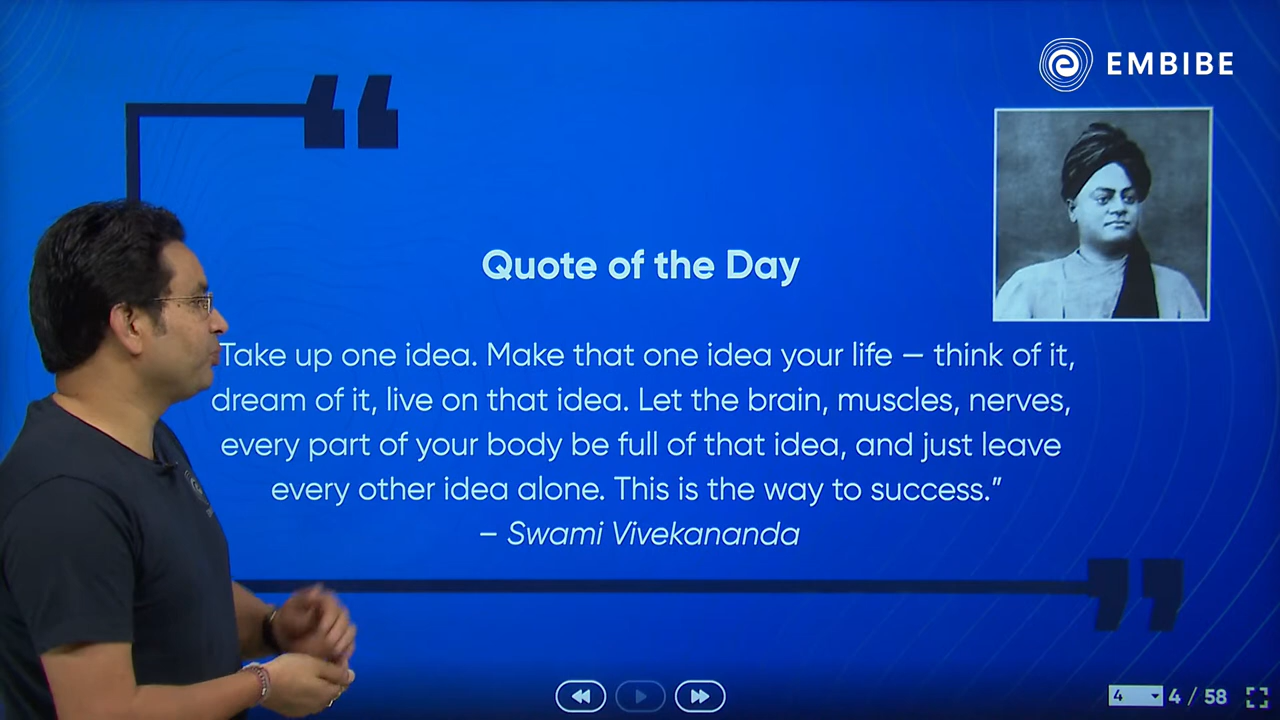 EMBIBE
Quote of the Day
Take up one idea. Make that one idea your life — think of it,
dream of it, live on that idea. Let the brain, muscles, nerves,
every part of your body be full of that idea, and just leave
every other idea alone. This is the way to success.”
– Swami Vivekananda
4 4 / 58